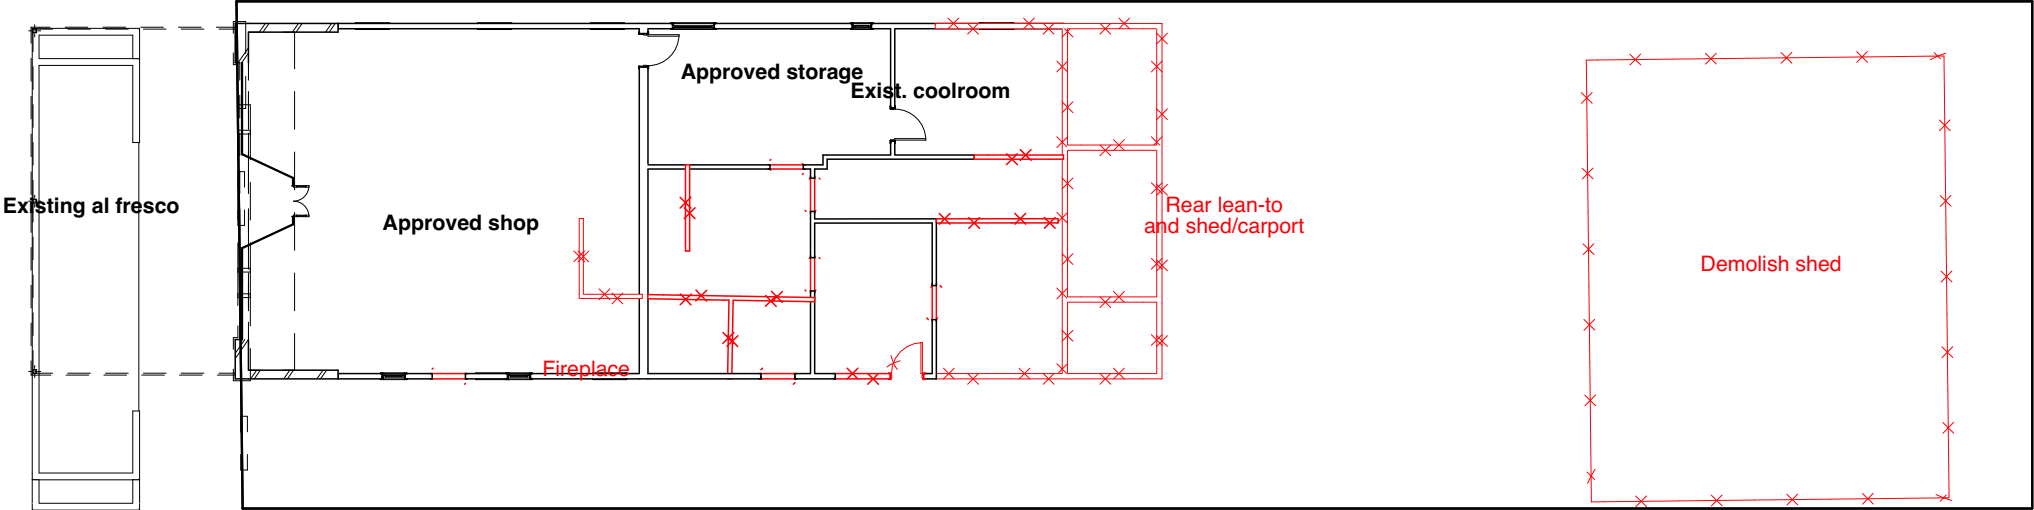 Approved storage
Exist. coolroom
Existing al fresco
Approved shop
Rear lean-to
and shed/carport
Demolish shed
Fireplace